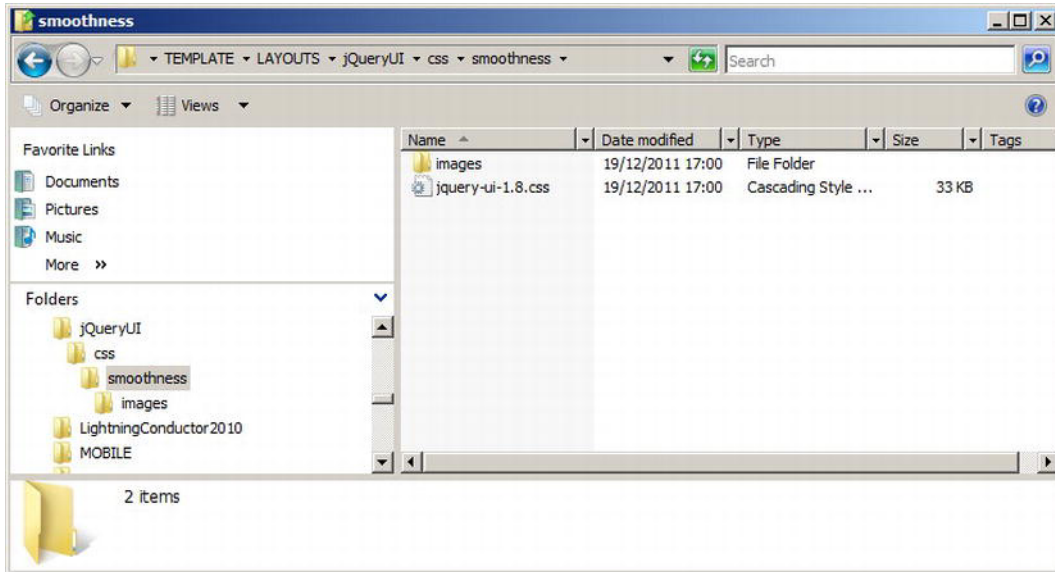 smoothness
TEMPLATE LAYOUTS jQueryUI css smoothness
Search
Organize Views
Favorite Links
Documents
Pictures
Music
More »
Folders
jQueryUI
css
smoothness
images
LightningConductor2010
MOBILE
Name Date modified Type Size Tags
images 19/12/2011 17:00 File Folder
jquery-ui-1.8.css 19/12/2011 17:00 Cascading Style ... 33 KB
2 items